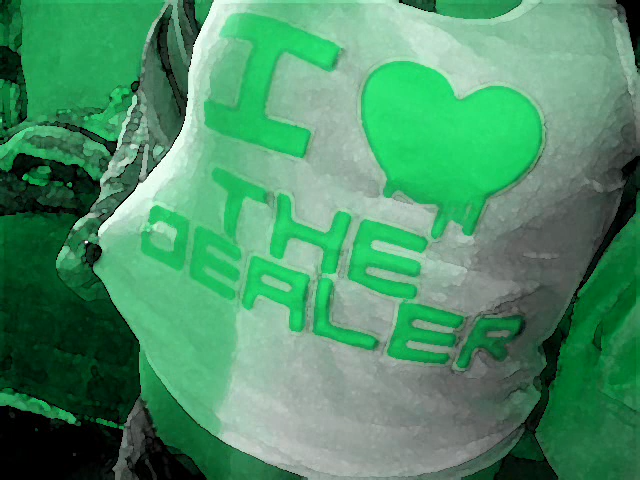 I ♥
THE
DEALER